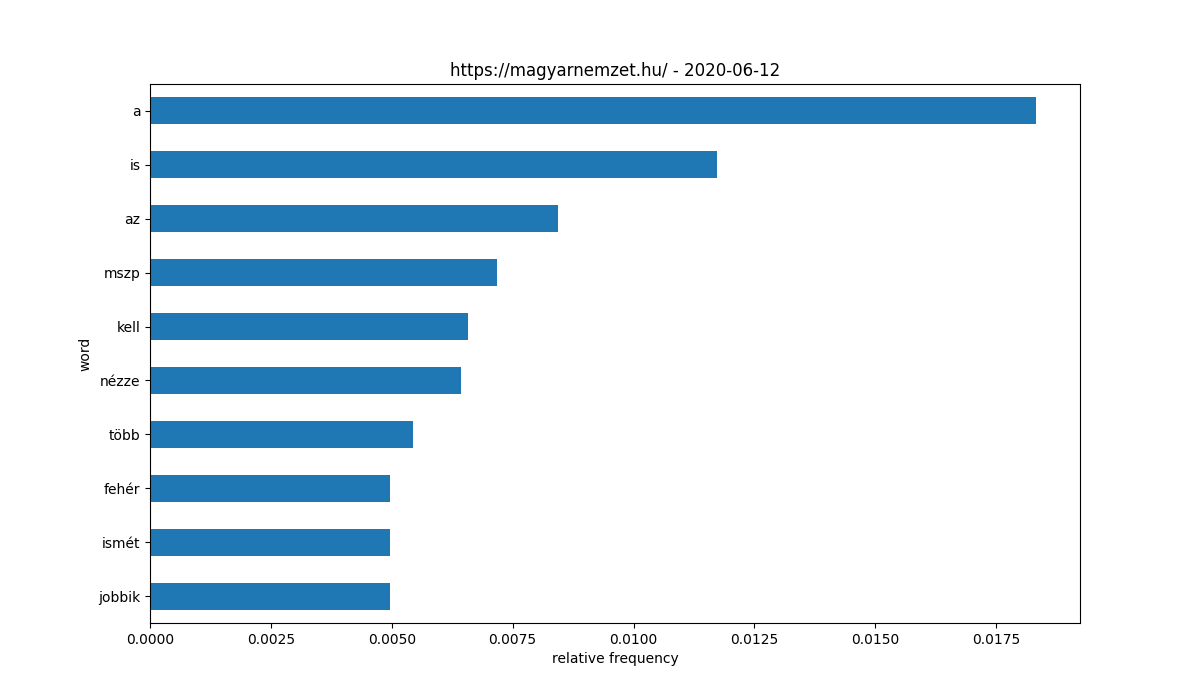 https://magyarnemzet.hu/ - 2020-06-12
a
is
az
mszp
kell
nézze
több
fehér
ismét
jobbik
word
0.0000 0.0025 0.0050 0.0075 0.0100 0.0125 0.0150 0.0175
relative frequency